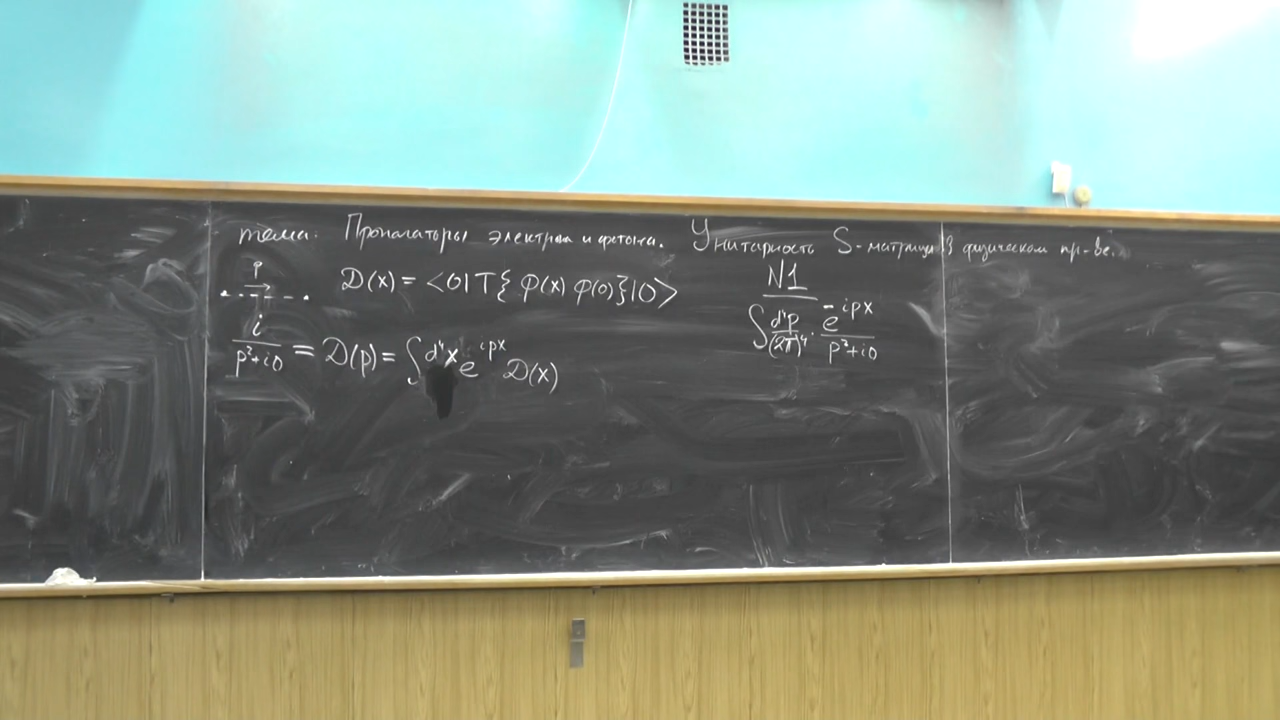 тема: Пропагаторы электрона и фотона. Унитарность S-матрицы в физическом пр-ве.
p
D(x) = <0|T{φ(x) φ(0)}|0>
i/(p²+i0) = D(p) = ∫d⁴x e^{ipx} D(x)
N1
∫ d⁴p/(2π)⁴ · e^{-ipx}/(p²+i0)